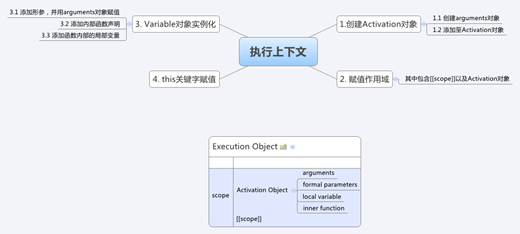 执行上下文
1.创建Activation对象
1.1 创建arguments对象
1.2 添加至Activation对象
2. 赋值作用域
其中包含[[scope]]以及Activation对象
3. Variable对象实例化
3.1 添加形参，并用arguments对象赋值
3.2 添加内部函数声明
3.3 添加函数内部的局部变量
4. this关键字赋值
Execution Object
scope
Activation Object
arguments
formal parameters
local variable
inner function
[[scope]]